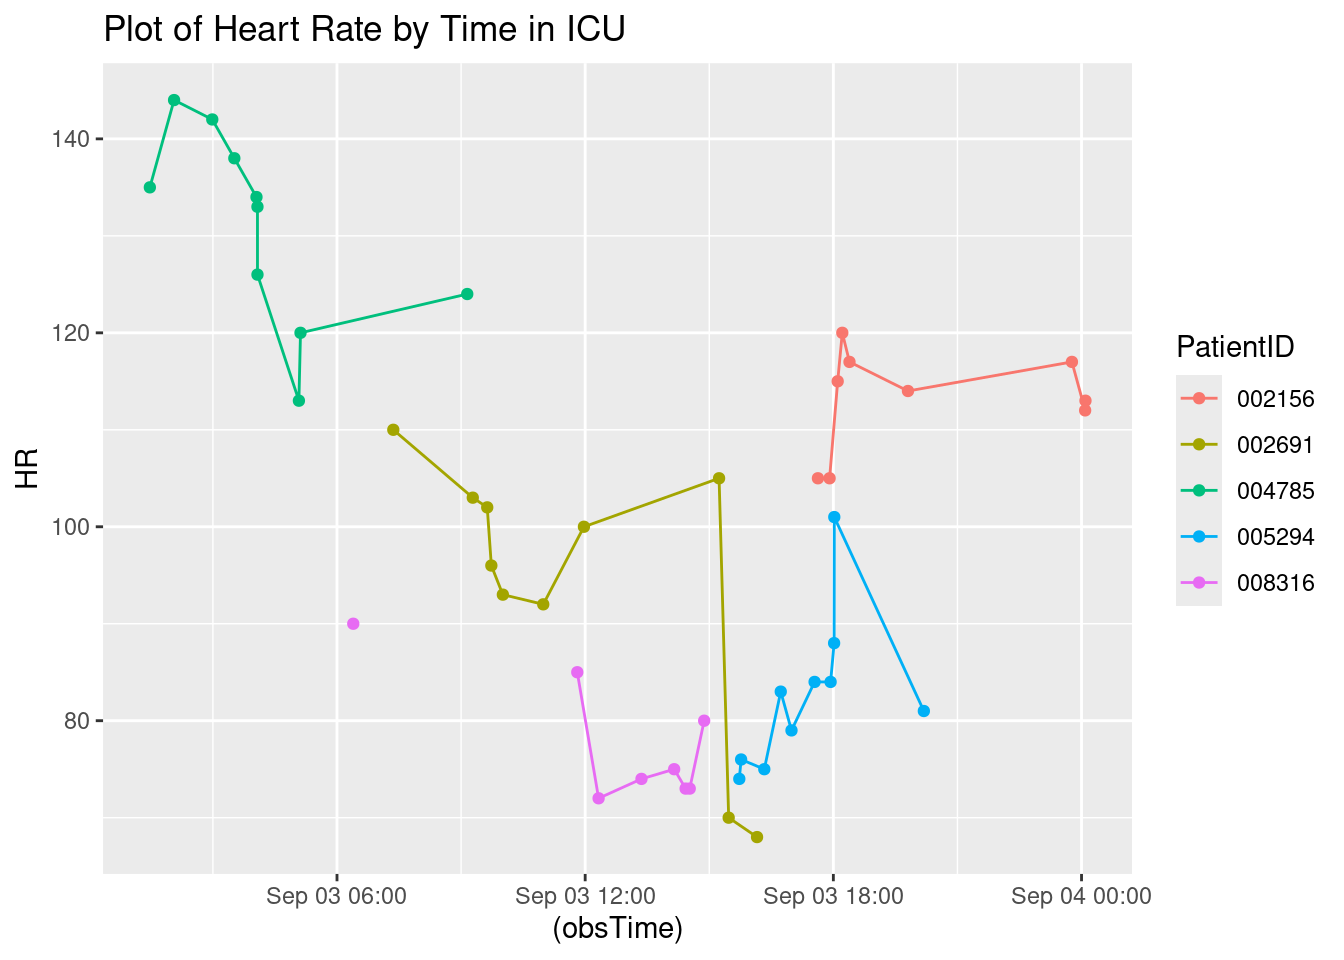 Plot of Heart Rate by Time in ICU
140
120
100
80
HR
Sep 03 06:00
Sep 03 12:00
Sep 03 18:00
Sep 04 00:00
(obsTime)
PatientID
002156
002691
004785
005294
008316